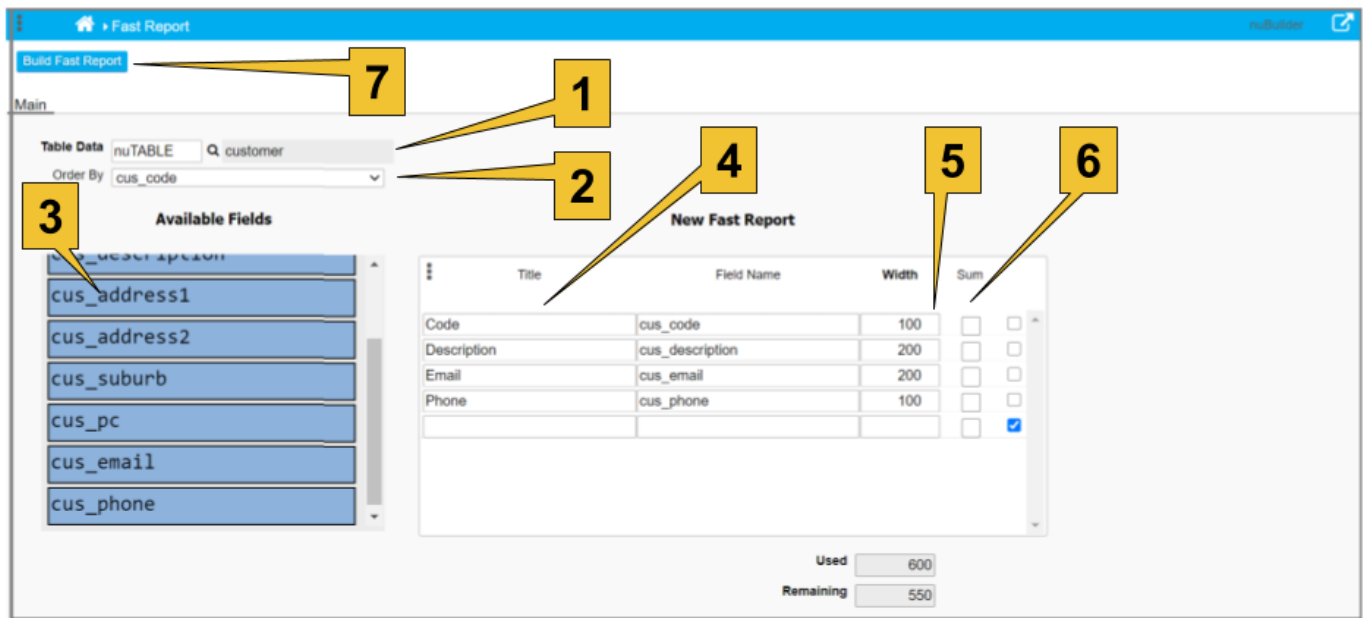 Fast Report
nuBuilder
Build Fast Report
7
1
Main
Table Data nuTABLE customer
Order By cus_code
2
4
5
6
3
Available Fields
New Fast Report
cus_description
Title Field Name Width Sum
cus_address1
Code cus_code 100
cus_address2
Description cus_description 200
cus_suburb
Email cus_email 200
Phone cus_phone 100
cus_pc
cus_email
cus_phone
Used 600
Remaining 550